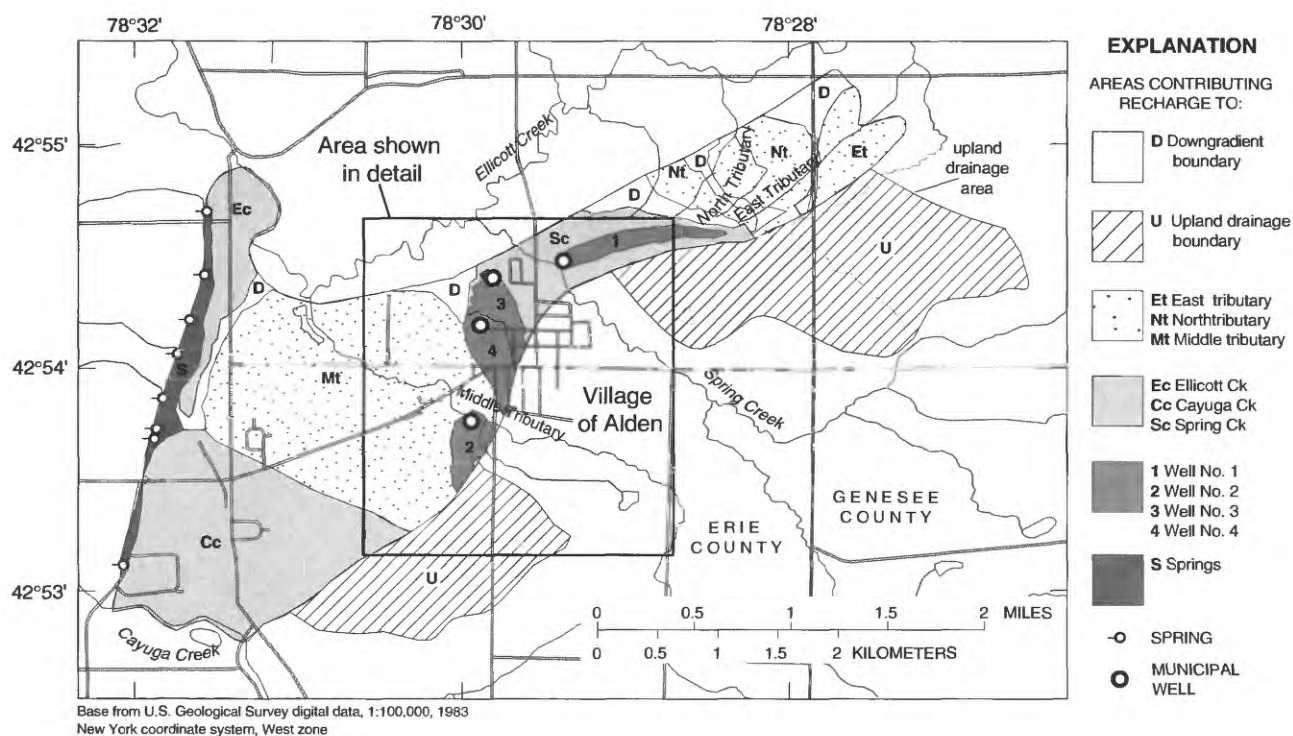 78°32'
78°30'
78°28'
42°55'
42°54'
42°53'
Area shown
in detail
Ellicott Creek
D
D
Nt
D
Nt
North Tributary
East Tributary
Et
upland
drainage
area
D
Ec
Sc
1
U
D
D
3
4
S
Mt
Middle Tributary
Village
of Alden
Spring Creek
2
Cc
U
ERIE
COUNTY
GENESEE
COUNTY
Cayuga Creek
0 0.5 1 1.5 2 MILES
0 0.5 1 1.5 2 KILOMETERS
Base from U.S. Geological Survey digital data, 1:100,000, 1983
New York coordinate system, West zone
EXPLANATION
AREAS CONTRIBUTING
RECHARGE TO:
D Downgradient
boundary
U Upland drainage
boundary
Et East tributary
Nt Northtributary
Mt Middle tributary
Ec Ellicott Ck
Cc Cayuga Ck
Sc Spring Ck
1 Well No. 1
2 Well No. 2
3 Well No. 3
4 Well No. 4
S Springs
SPRING
MUNICIPAL
WELL